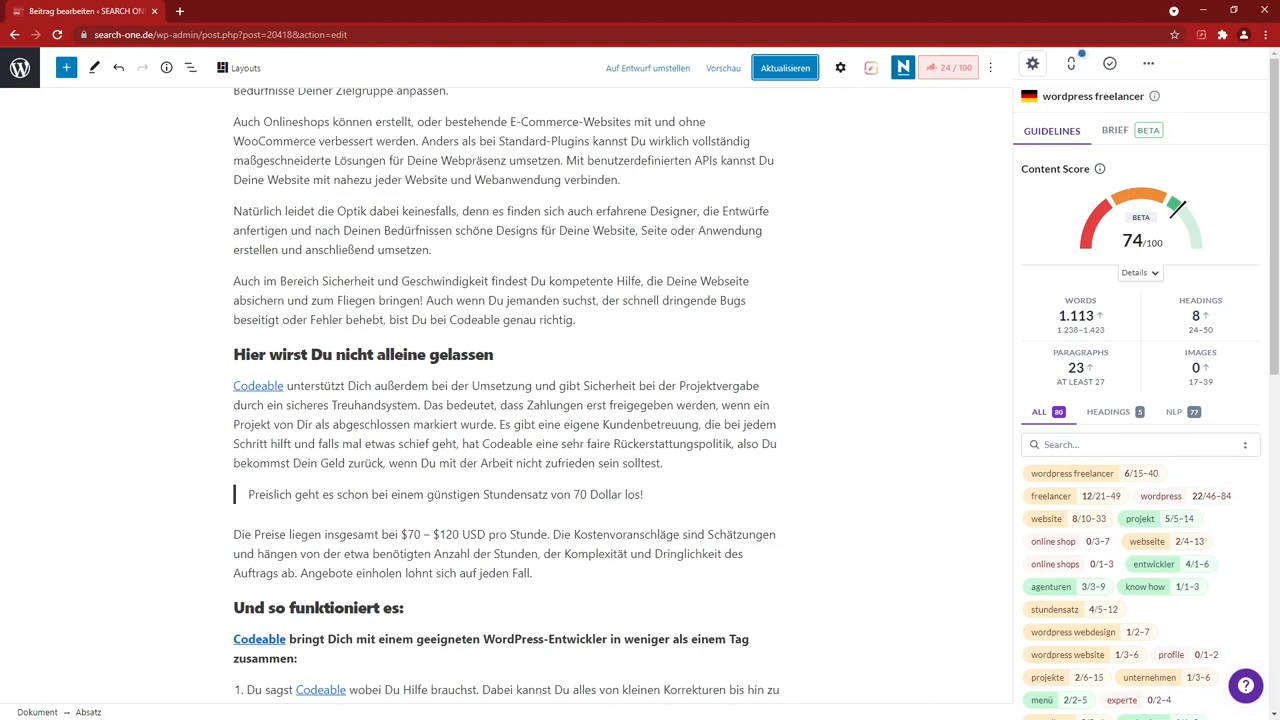 Beitrag bearbeiten ‹ SEARCH ON
search-one.de/wp-admin/post.php?post=20418&action=edit
Layouts
Auf Entwurf umstellen
Vorschau
Aktualisieren
N
24 / 100
Bedürfnisse Deiner Zielgruppe anpassen.
Auch Onlineshops können erstellt, oder bestehende E-Commerce-Websites mit und ohne
WooCommerce verbessert werden. Anders als bei Standard-Plugins kannst Du wirklich vollständig
maßgeschneiderte Lösungen für Deine Webpräsenz umsetzen. Mit benutzerdefinierten APIs kannst Du
Deine Website mit nahezu jeder Website und Webanwendung verbinden.
Natürlich leidet die Optik dabei keinesfalls, denn es finden sich auch erfahrene Designer, die Entwürfe
anfertigen und nach Deinen Bedürfnissen schöne Designs für Deine Website, Seite oder Anwendung
erstellen und anschließend umsetzen.
Auch im Bereich Sicherheit und Geschwindigkeit findest Du kompetente Hilfe, die Deine Webseite
absichern und zum Fliegen bringen! Auch wenn Du jemanden suchst, der schnell dringende Bugs
beseitigt oder Fehler behebt, bist Du bei Codeable genau richtig.
Hier wirst Du nicht alleine gelassen
Codeable unterstützt Dich außerdem bei der Umsetzung und gibt Sicherheit bei der Projektvergabe
durch ein sicheres Treuhandsystem. Das bedeutet, dass Zahlungen erst freigegeben werden, wenn ein
Projekt von Dir als abgeschlossen markiert wurde. Es gibt eine eigene Kundenbetreuung, die bei jedem
Schritt hilft und falls mal etwas schief geht, hat Codeable eine sehr faire Rückerstattungspolitik, also Du
bekommst Dein Geld zurück, wenn Du mit der Arbeit nicht zufrieden sein solltest.
Preislich geht es schon bei einem günstigen Stundensatz von 70 Dollar los!
Die Preise liegen insgesamt bei $70 – $120 USD pro Stunde. Die Kostenvoranschläge sind Schätzungen
und hängen von der etwa benötigten Anzahl der Stunden, der Komplexität und Dringlichkeit des
Auftrags ab. Angebote einholen lohnt sich auf jeden Fall.
Und so funktioniert es:
Codeable bringt Dich mit einem geeigneten WordPress-Entwickler in weniger als einem Tag
zusammen:
1. Du sagst Codeable wobei Du Hilfe brauchst. Dabei kannst Du alles von kleinen Korrekturen bis hin zu
Dokument → Absatz
wordpress freelancer
GUIDELINES
BRIEF BETA
Content Score
BETA
74/100
Details
WORDS
1.113 ↑
1.238–1.423
HEADINGS
8 ↑
24–50
PARAGRAPHS
23 ↑
AT LEAST 27
IMAGES
0 ↑
17–39
ALL 80
HEADINGS 5
NLP 77
Search...
wordpress freelancer 6/15–40
freelancer 12/21–49 wordpress 22/46–84
website 8/10–33 projekt 5/5–14
online shop 0/3–7 webseite 2/4–13
online shops 0/1–3 entwickler 4/1–6
agenturen 3/3–9 know how 1/1–3
stundensatz 4/5–12
wordpress webdesign 1/2–7
wordpress website 1/3–6 profile 0/1–2
projekte 2/6–15 unternehmen 1/3–6
menü 2/2–5 experte 0/2–4